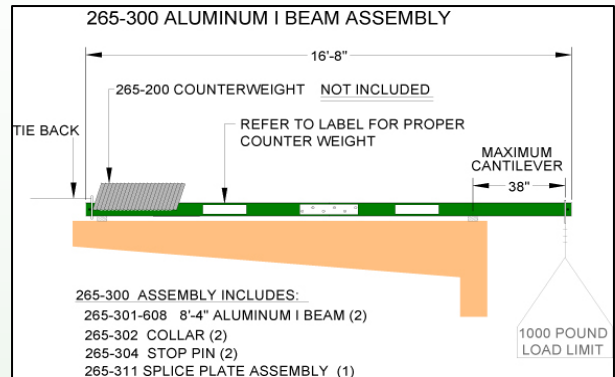 265-300 ALUMINUM I BEAM ASSEMBLY
16'-8"
265-200 COUNTERWEIGHT NOT INCLUDED
TIE BACK
REFER TO LABEL FOR PROPER
COUNTER WEIGHT
MAXIMUM
CANTILEVER
38"
265-300 ASSEMBLY INCLUDES:
265-301-608 8'-4" ALUMINUM I BEAM (2)
265-302 COLLAR (2)
265-304 STOP PIN (2)
265-311 SPLICE PLATE ASSEMBLY (1)
1000 POUND
LOAD LIMIT